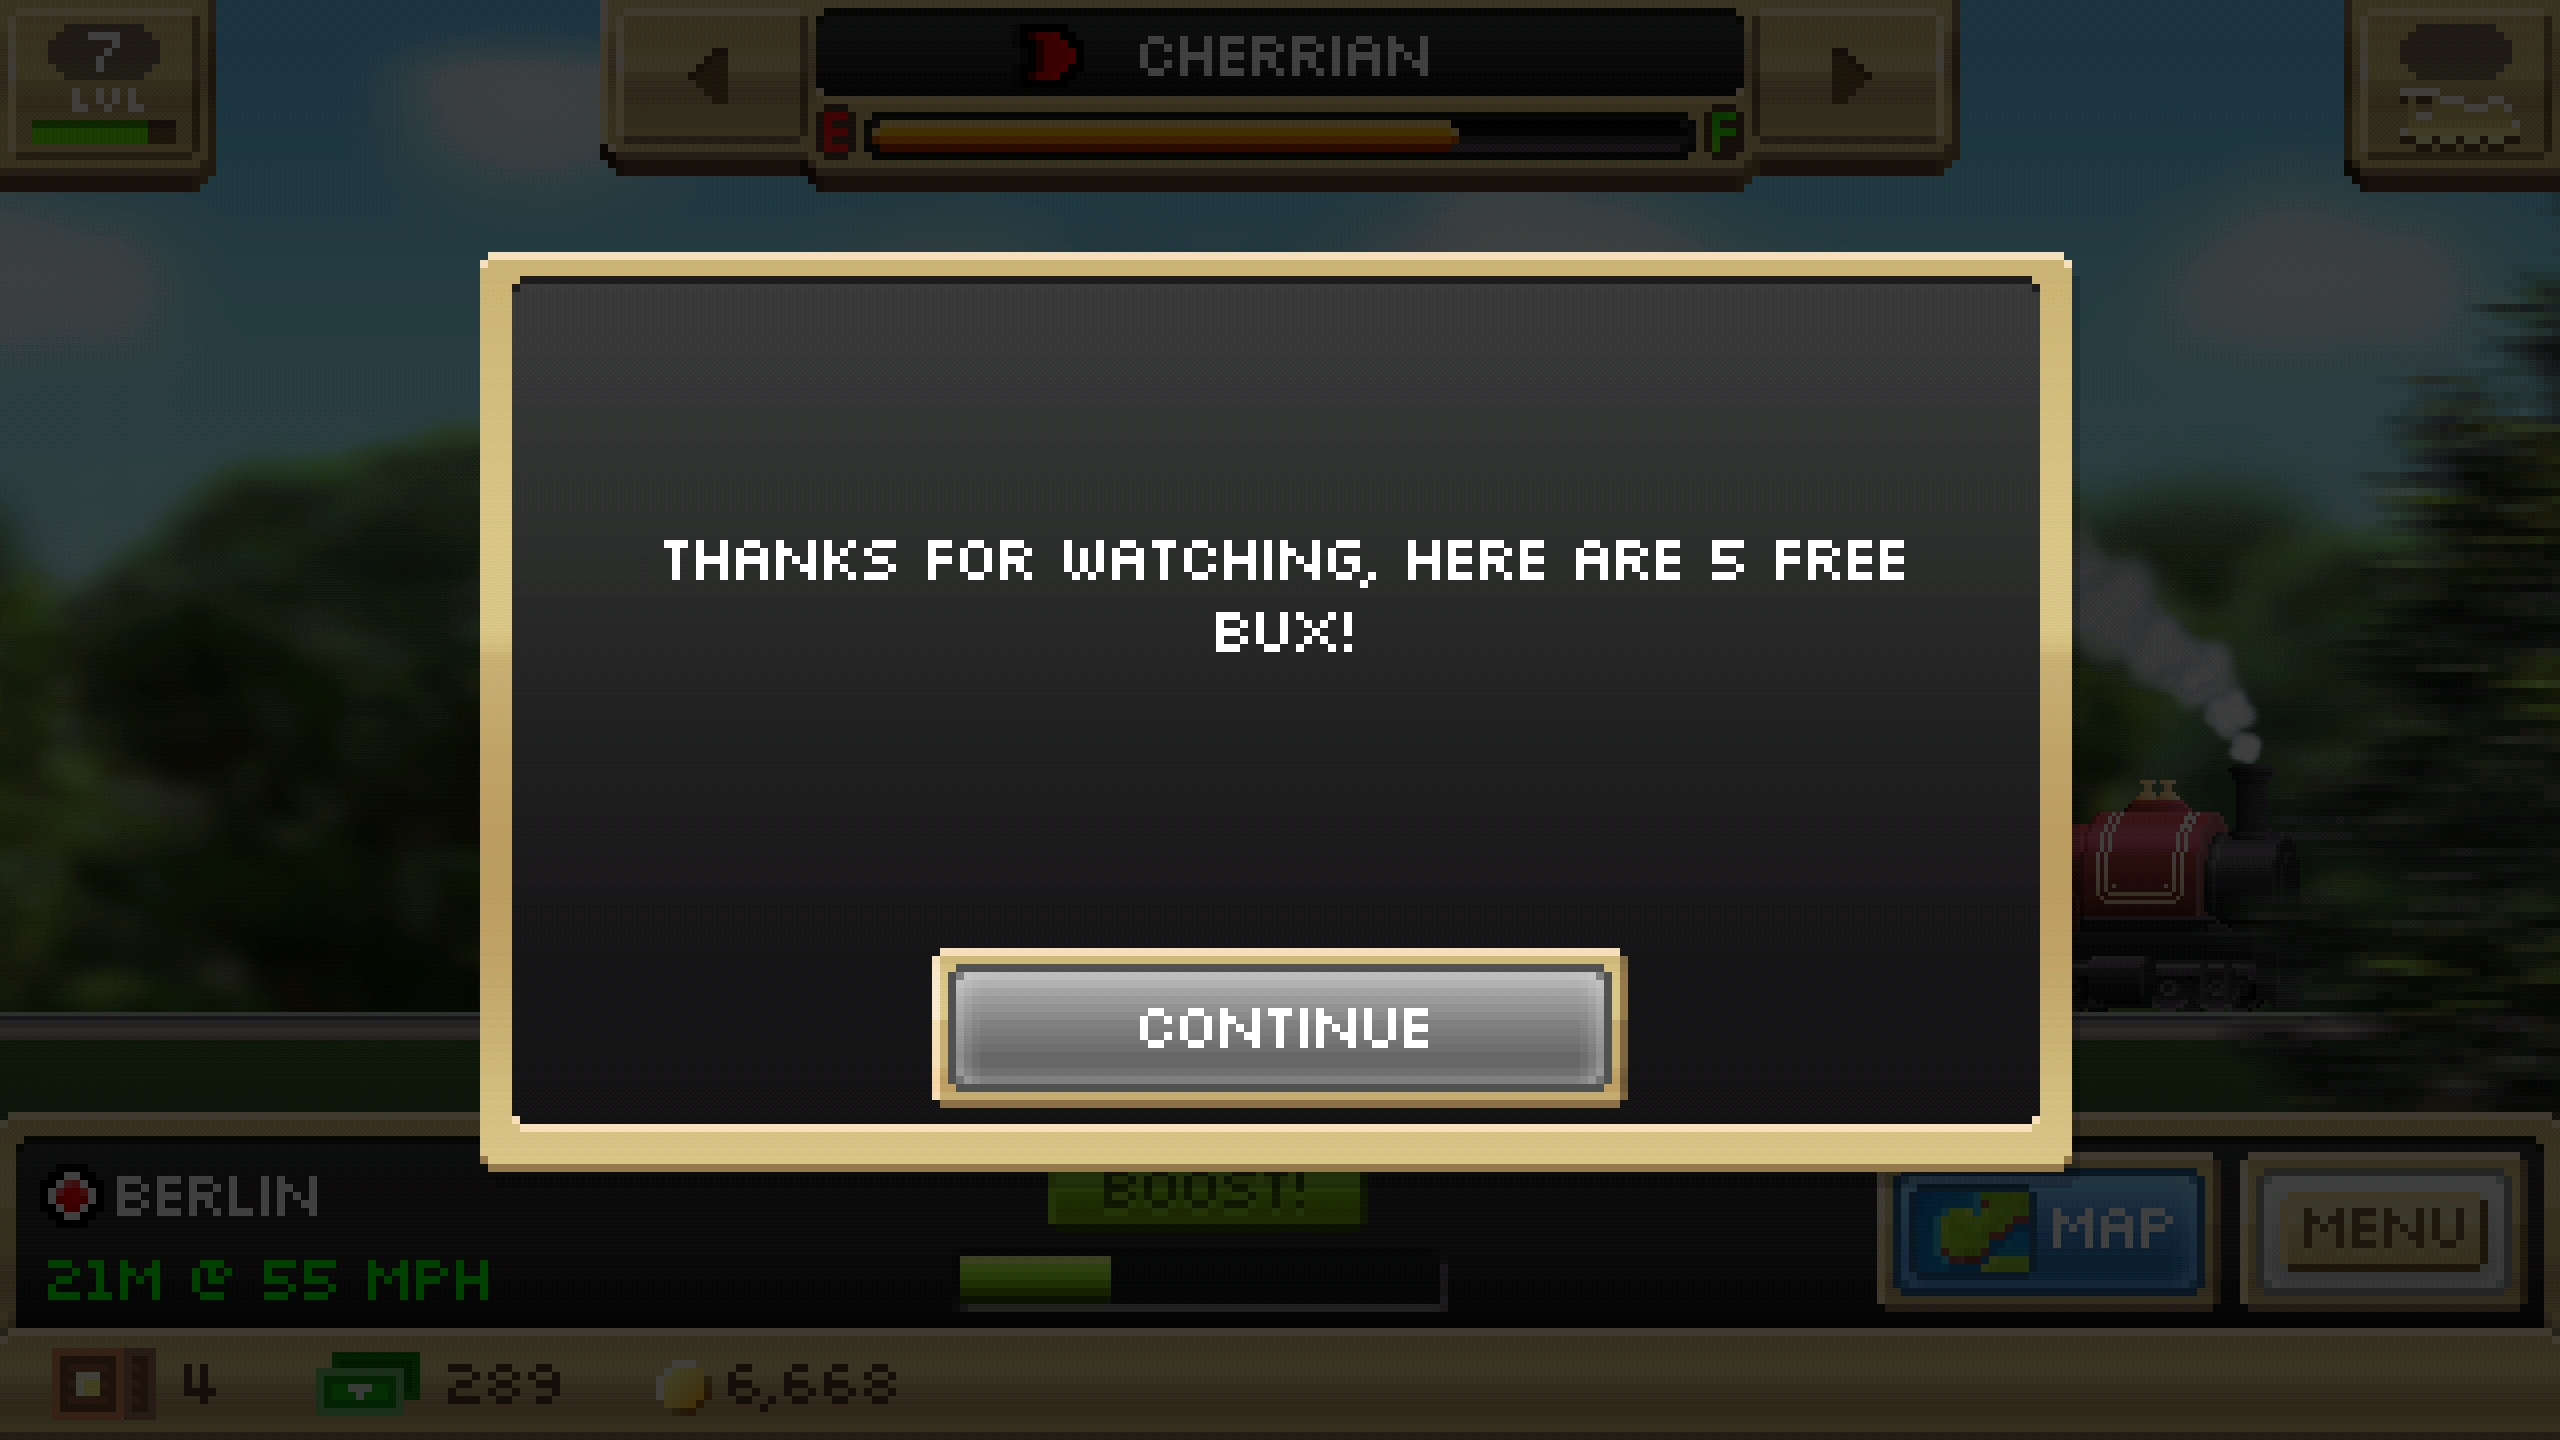 7
LVL
CHERRIAN
E
F
THANKS FOR WATCHING, HERE ARE 5 FREE
BUX!
CONTINUE
BERLIN
21M @ 55 MPH
BOOST!
MAP
MENU
4
289
6,668